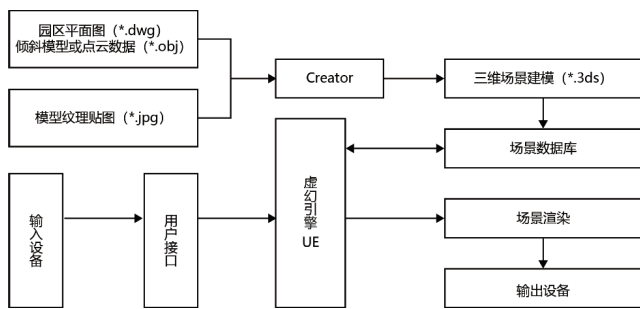 园区平面图（*.dwg）
倾斜模型或点云数据（*.obj）
Creator
三维场景建模（*.3ds）
模型纹理贴图（*.jpg）
场景数据库
输入设备
用户接口
虚幻引擎
UE
场景渲染
输出设备